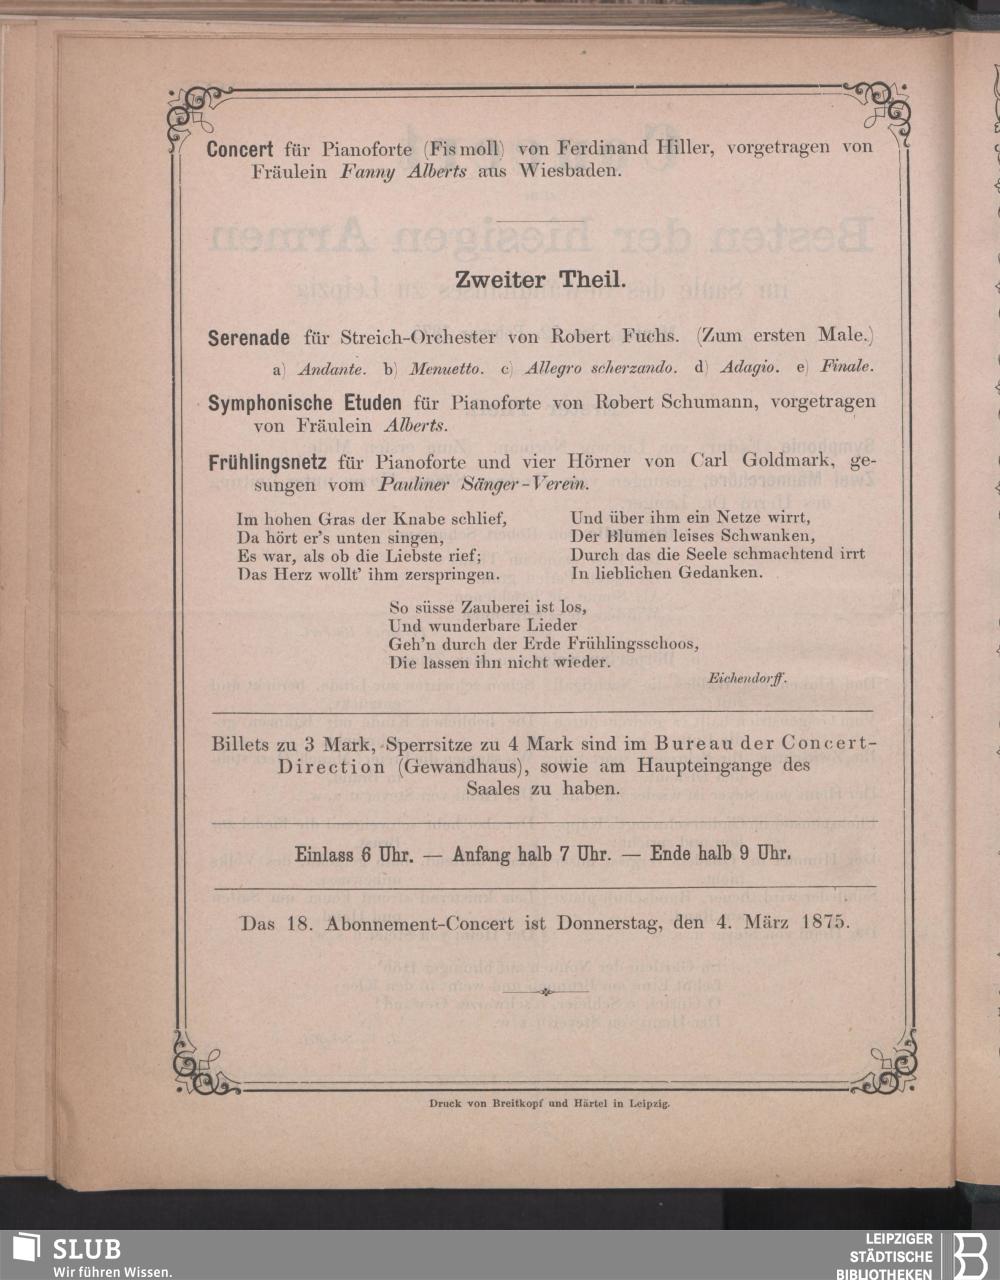 Concert für Pianoforte (Fis moll) von Ferdinand Hiller, vorgetragen von
Fräulein Fanny Alberts aus Wiesbaden.
Zweiter Theil.
Serenade für Streich-Orchester von Robert Fuchs. (Zum ersten Male.)
a) Andante. b) Menuetto. c) Allegro scherzando. d) Adagio. e) Finale.
Symphonische Etuden für Pianoforte von Robert Schumann, vorgetragen
von Fräulein Alberts.
Frühlingsnetz für Pianoforte und vier Hörner von Carl Goldmark, ge-
sungen vom Pauliner Sänger-Verein.
Im hohen Gras der Knabe schlief,
Da hört er's unten singen,
Es war, als ob die Liebste rief;
Das Herz wollt' ihm zerspringen.
Und über ihm ein Netze wirrt,
Der Blumen leises Schwanken,
Durch das die Seele schmachtend irrt
In lieblichen Gedanken.
So süsse Zauberei ist los,
Und wunderbare Lieder
Geh'n durch der Erde Frühlingsschoos,
Die lassen ihn nicht wieder.
Eichendorff.
Billets zu 3 Mark, Sperrsitze zu 4 Mark sind im Bureau der Concert-
Direction (Gewandhaus), sowie am Haupteingange des
Saales zu haben.
Einlass 6 Uhr. — Anfang halb 7 Uhr. — Ende halb 9 Uhr.
Das 18. Abonnement-Concert ist Donnerstag, den 4. März 1875.
Druck von Breitkopf und Härtel in Leipzig.
SLUB
Wir führen Wissen.
LEIPZIGER
STÄDTISCHE
BIBLIOTHEKEN